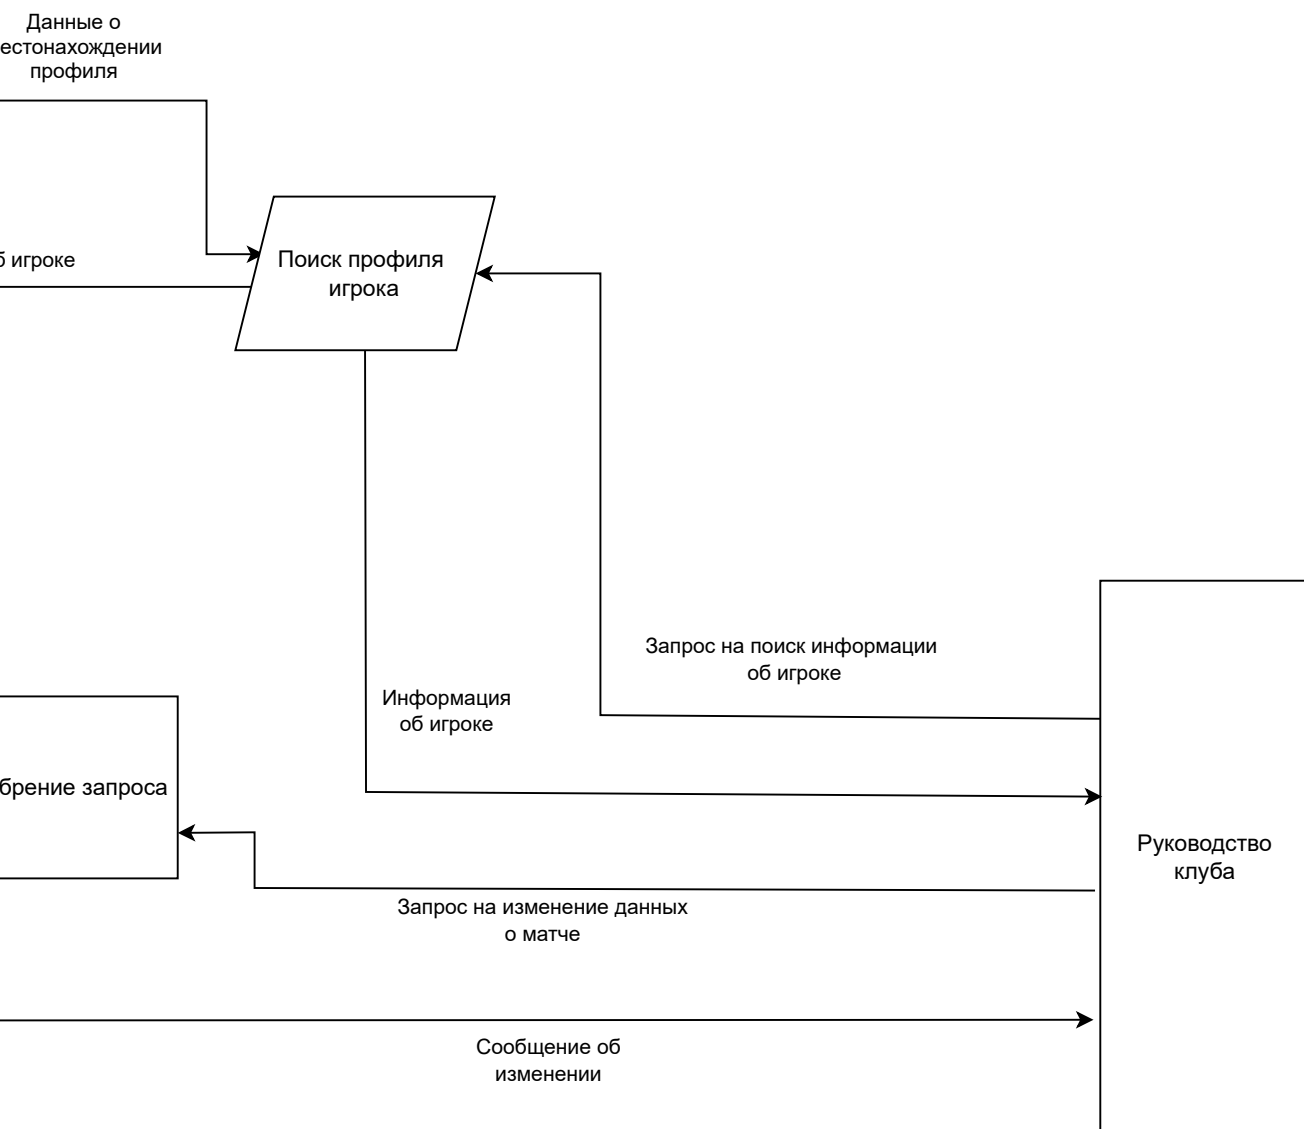 Данные о
естонахождении
профиля
б игроке
Поиск профиля
игрока
Запрос на поиск информации
об игроке
Информация
об игроке
брение запроса
Руководство
клуба
Запрос на изменение данных
о матче
Сообщение об
изменении